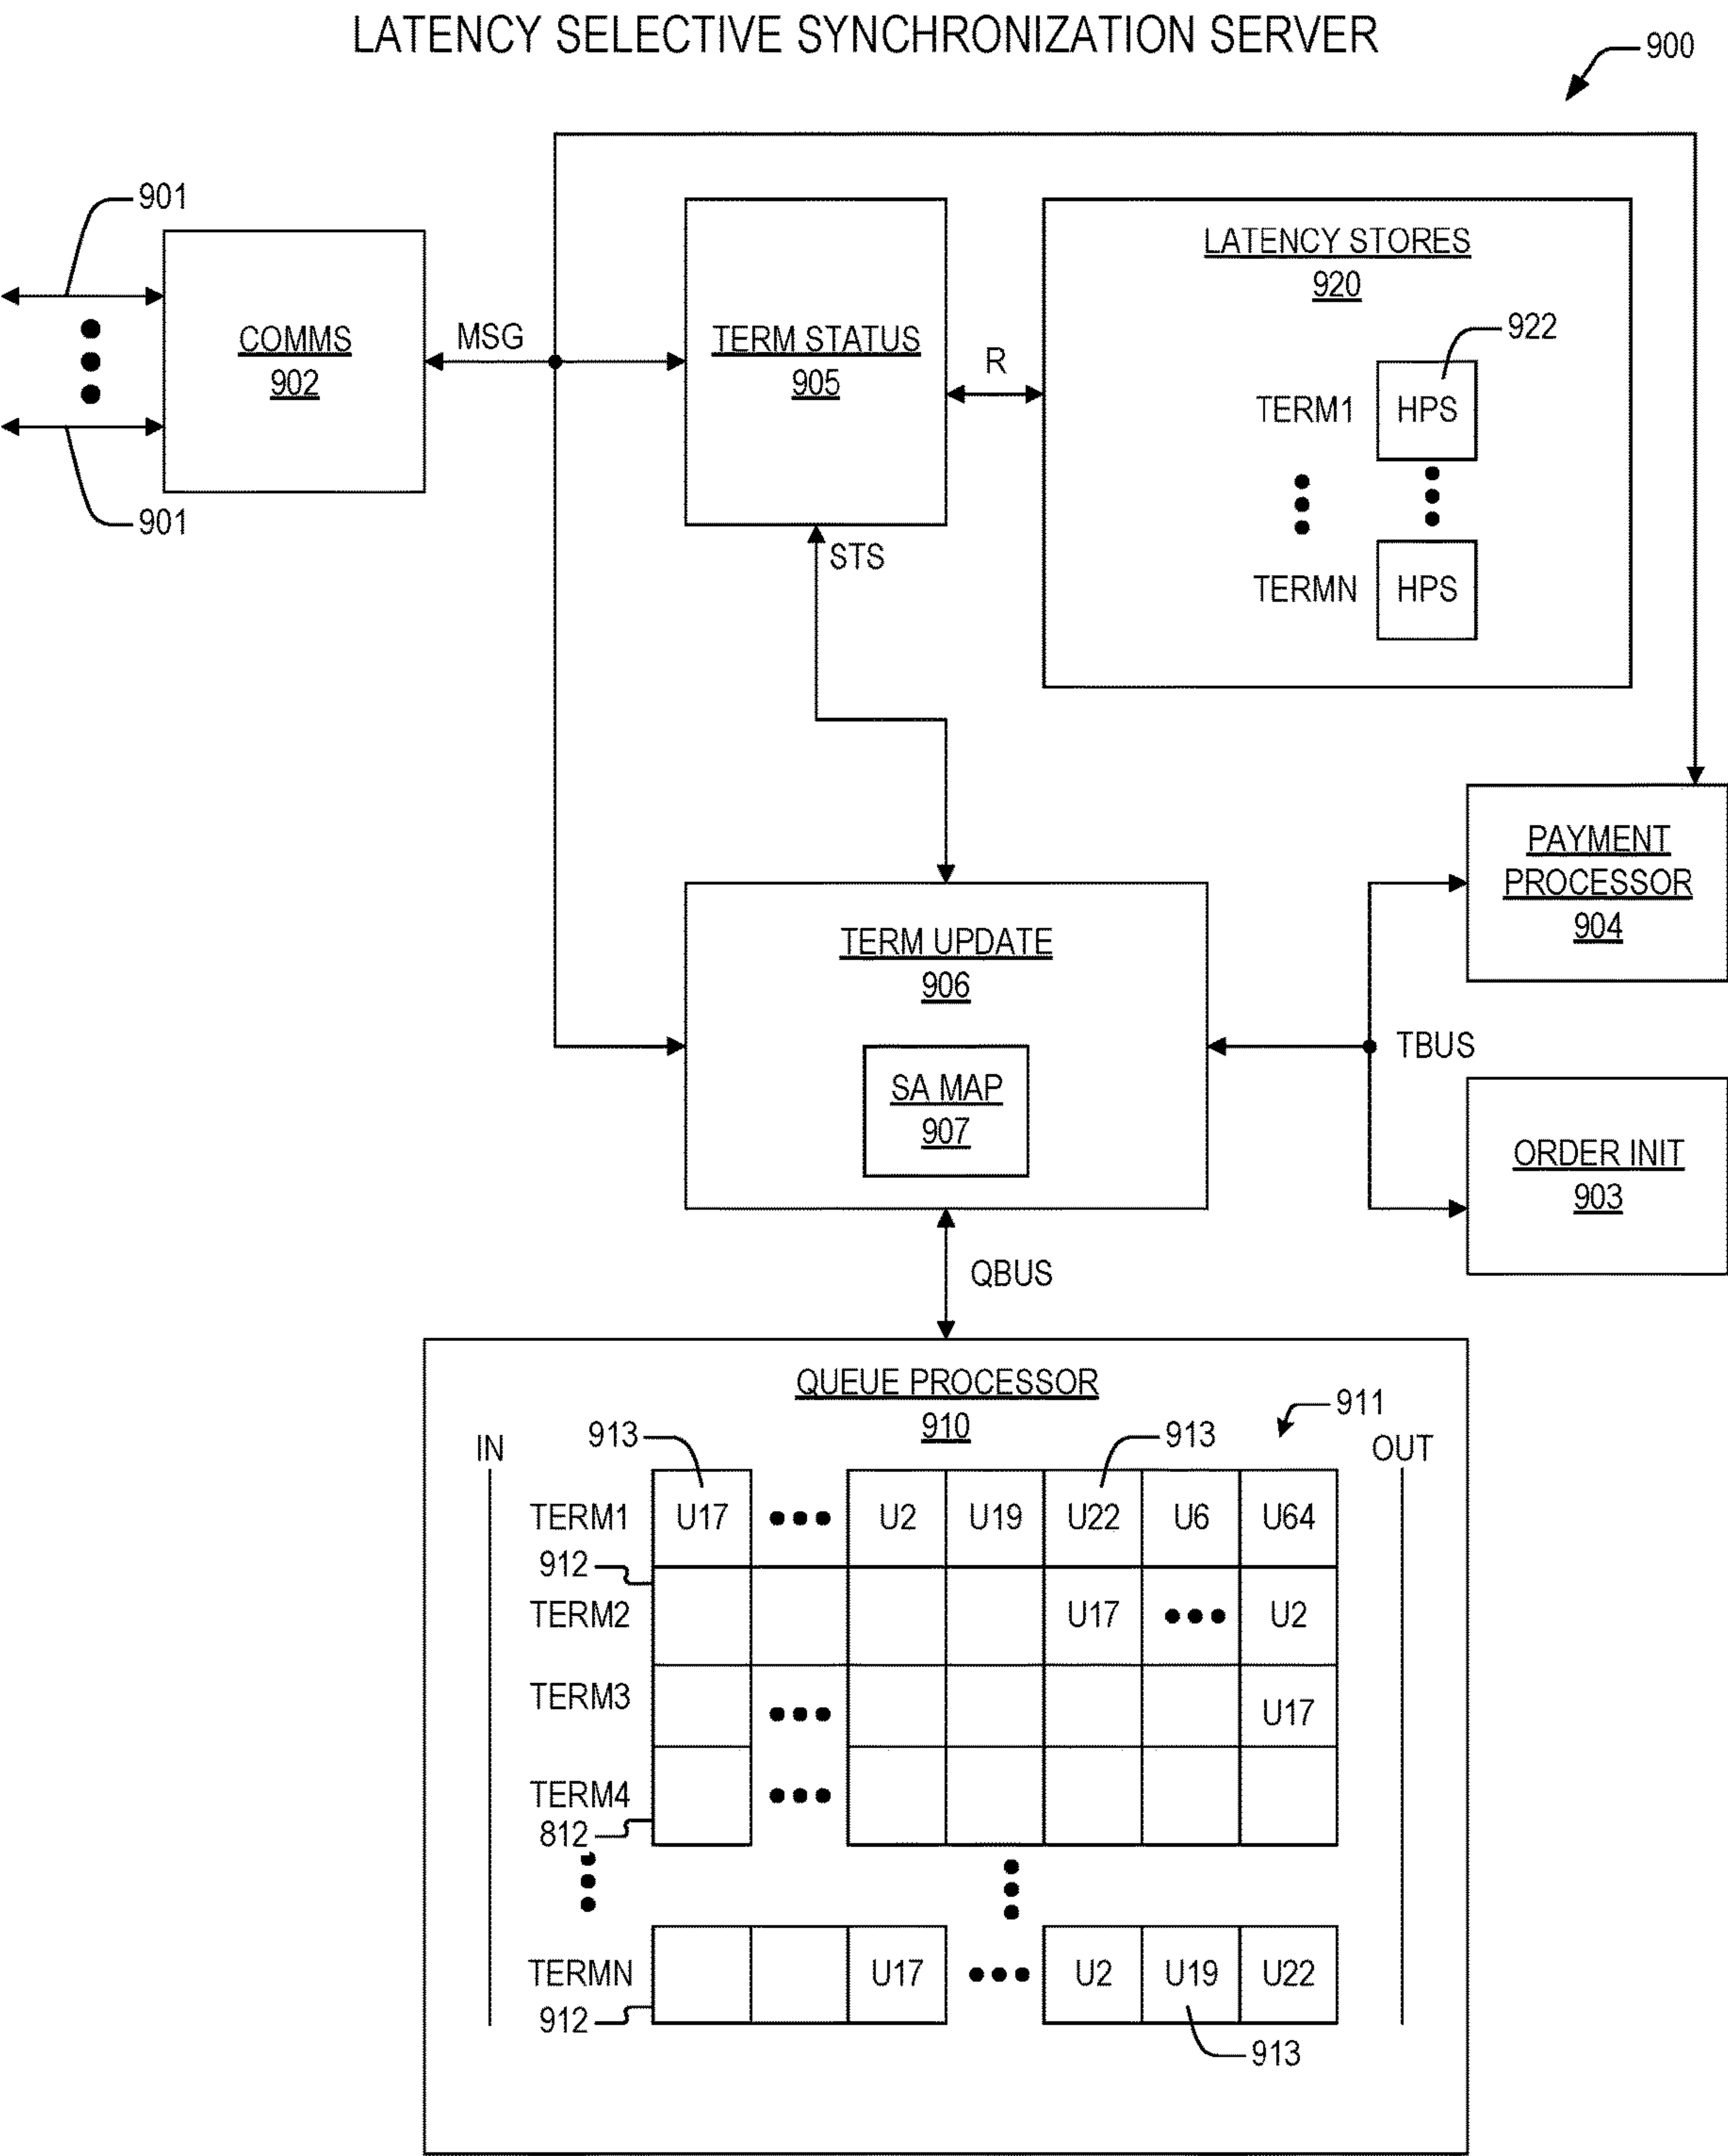 LATENCY SELECTIVE SYNCHRONIZATION SERVER
900
901
901
COMMS
902
MSG
TERM STATUS
905
R
LATENCY STORES
920
922
TERM1 HPS
TERMN HPS
STS
PAYMENT
PROCESSOR
904
TERM UPDATE
906
SA MAP
907
TBUS
ORDER INIT
903
QBUS
QUEUE PROCESSOR
910
911
IN
913
913
OUT
TERM1 U17 U2 U19 U22 U6 U64
912
TERM2 U17 U2
TERM3 U17
TERM4
812
TERMN U17 U2 U19 U22
912
913